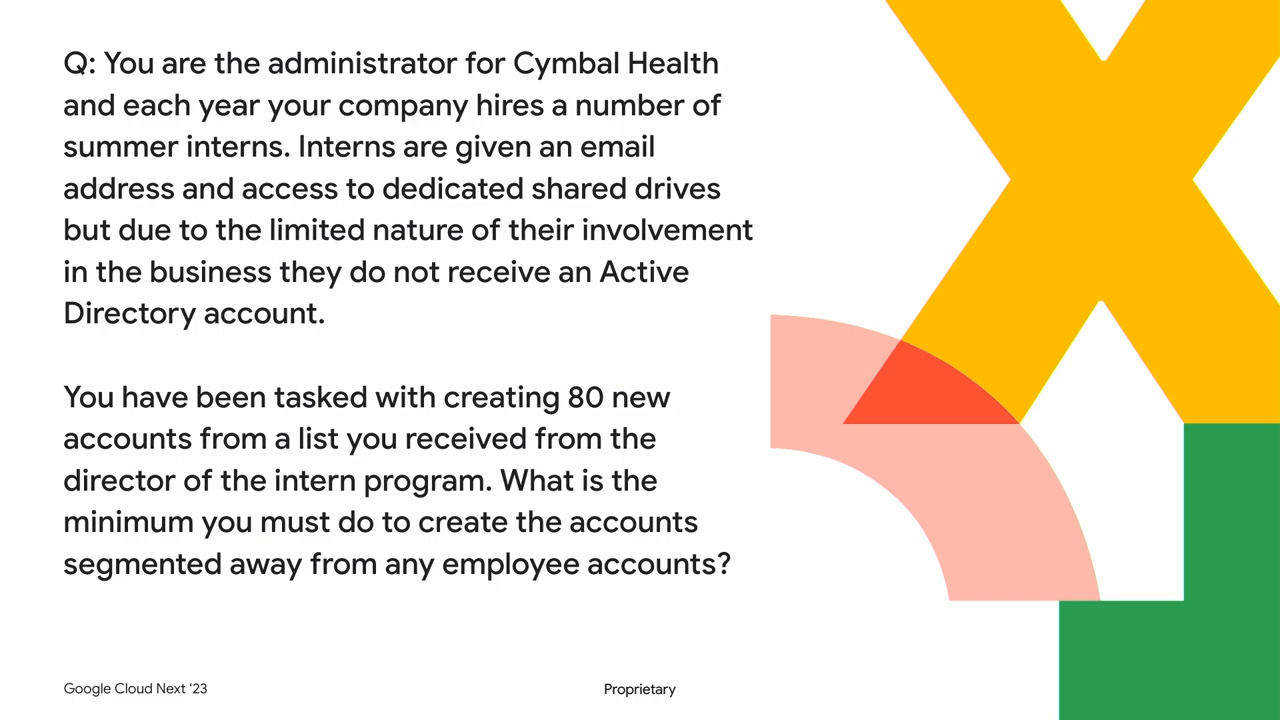 Q: You are the administrator for Cymbal Health
and each year your company hires a number of
summer interns. Interns are given an email
address and access to dedicated shared drives
but due to the limited nature of their involvement
in the business they do not receive an Active
Directory account.
You have been tasked with creating 80 new
accounts from a list you received from the
director of the intern program. What is the
minimum you must do to create the accounts
segmented away from any employee accounts?
Google Cloud Next ‘23
Proprietary